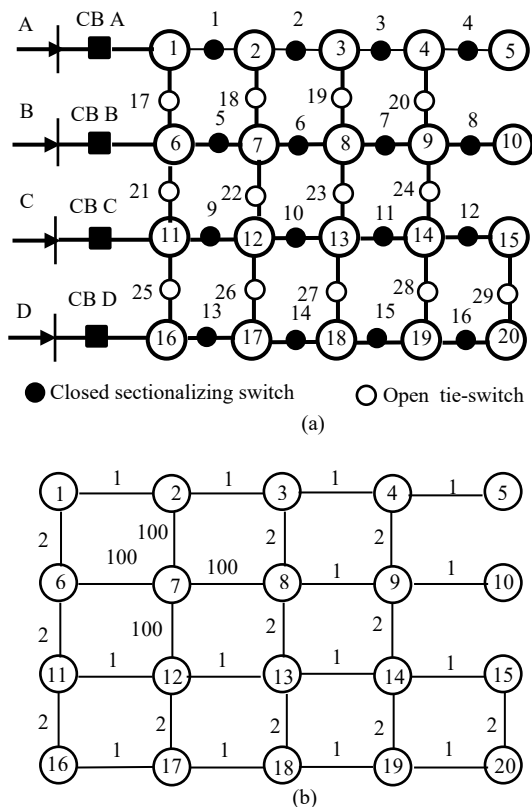 A CB A 1 2 3 4
1 2 3 4 5
17 18 19 20
B CB B 5 6 7 8
6 7 8 9 10
21 22 23 24
C CB C 9 10 11 12
11 12 13 14 15
25 26 27 28 29
D CB D 13 14 15 16
16 17 18 19 20
Closed sectionalizing switch Open tie-switch
(a)
1 1 1 1
1 2 3 4 5
2 100 2 2
100 100 1 1
6 7 8 9 10
2 100 2 2
1 1 1 1
11 12 13 14 15
2 2 2 2 2
1 1 1 1
16 17 18 19 20
(b)